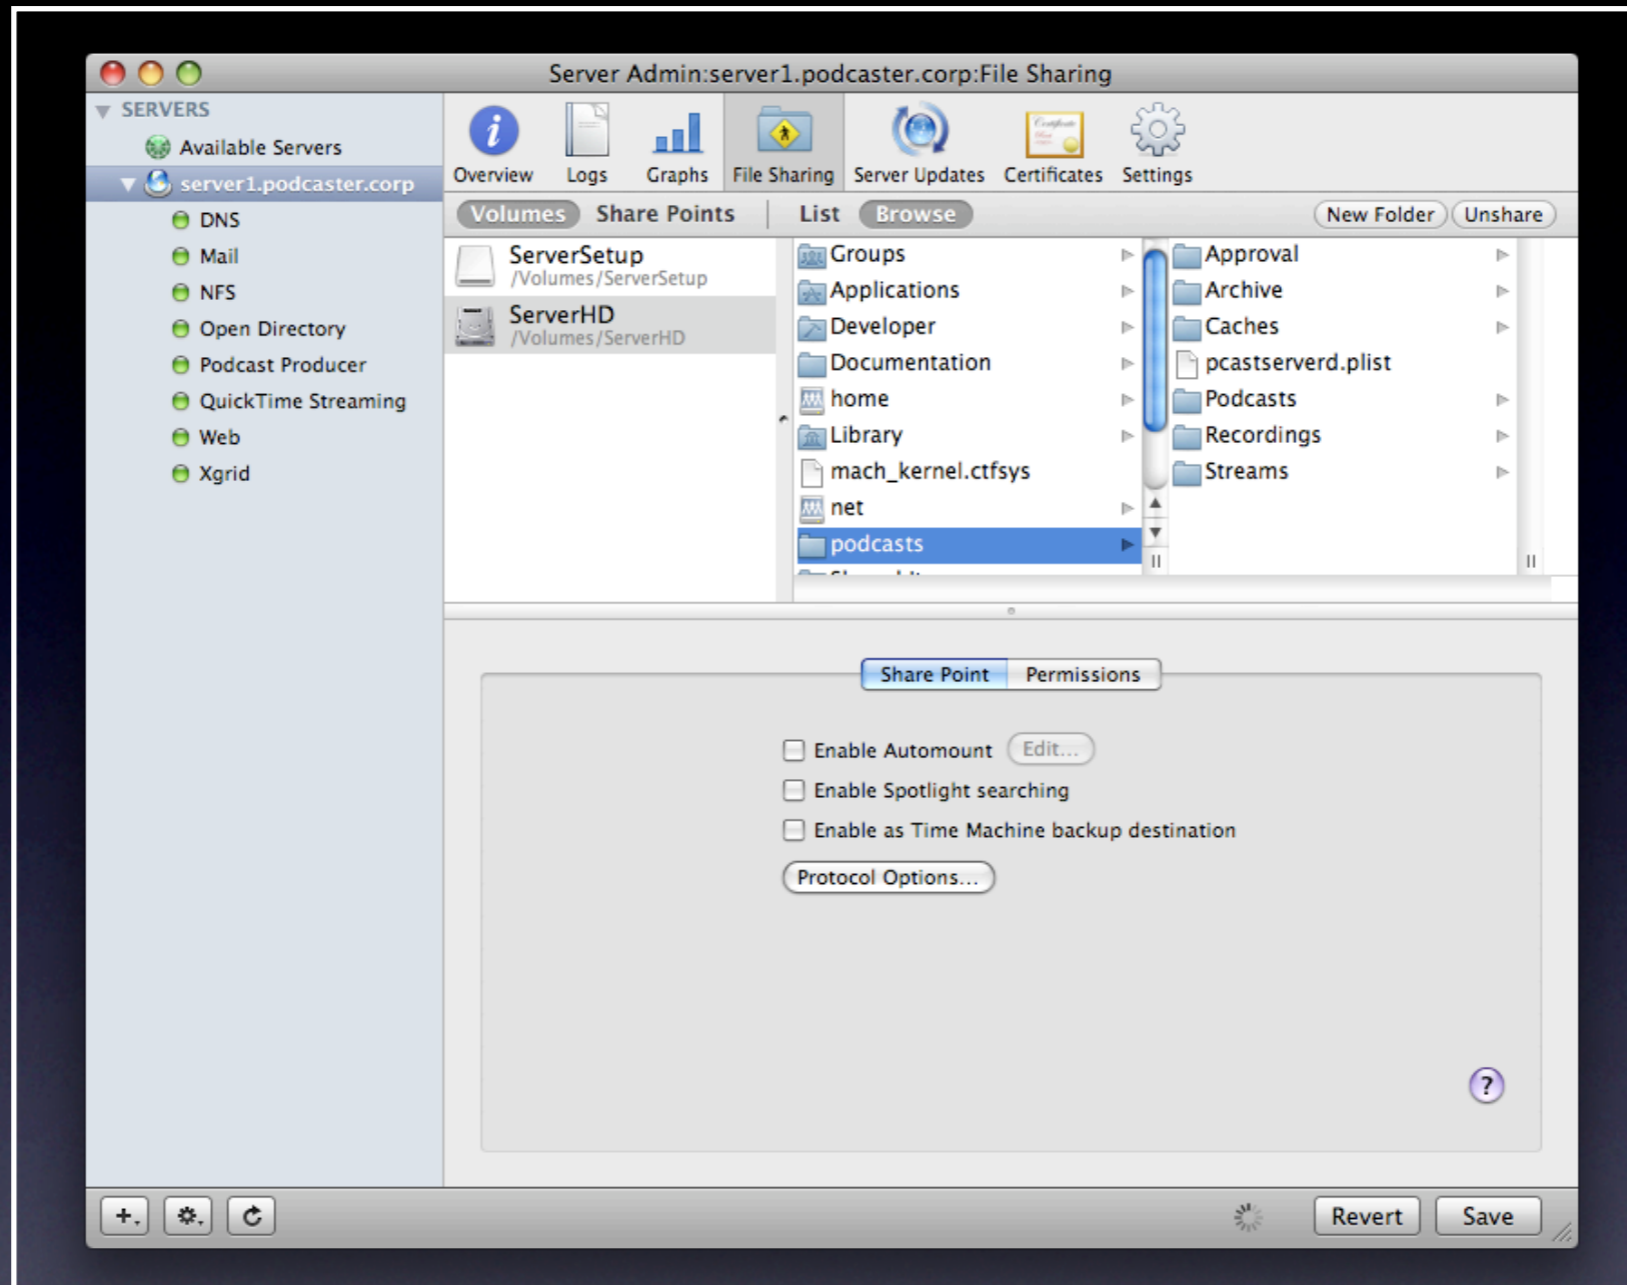 Server Admin:server1.podcaster.corp:File Sharing
SERVERS
Available Servers
server1.podcaster.corp
DNS
Mail
NFS
Open Directory
Podcast Producer
QuickTime Streaming
Web
Xgrid
Overview Logs Graphs File Sharing Server Updates Certificates Settings
Volumes Share Points List Browse New Folder Unshare
ServerSetup
/Volumes/ServerSetup
ServerHD
/Volumes/ServerHD
Groups
Applications
Developer
Documentation
home
Library
mach_kernel.ctfsys
net
podcasts
Approval
Archive
Caches
pcastserverd.plist
Podcasts
Recordings
Streams
Share Point Permissions
Enable Automount Edit...
Enable Spotlight searching
Enable as Time Machine backup destination
Protocol Options...
?
Revert Save